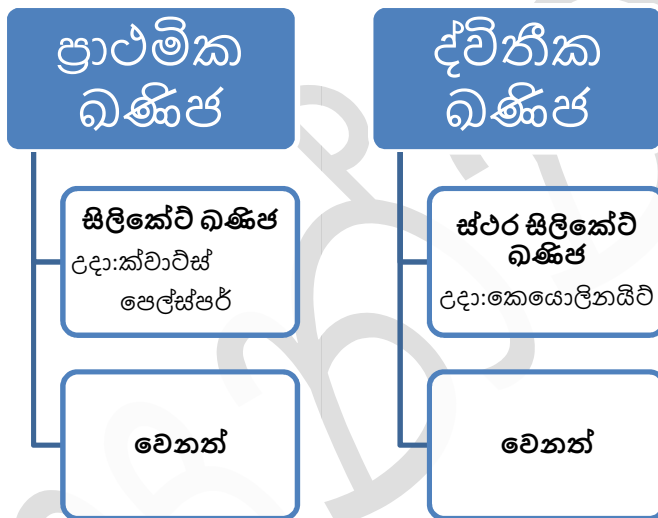 ප්‍රාථමික
ඛණිජ
සිලිකේට් ඛණිජ
උදා:ක්වාට්ස්
පෙල්ස්පර්
වෙනත්
ද්විතීක
ඛණිජ
ස්ථර සිලිකේට්
ඛණිජ
උදා:කෙයොලිනයිට්
වෙනත්